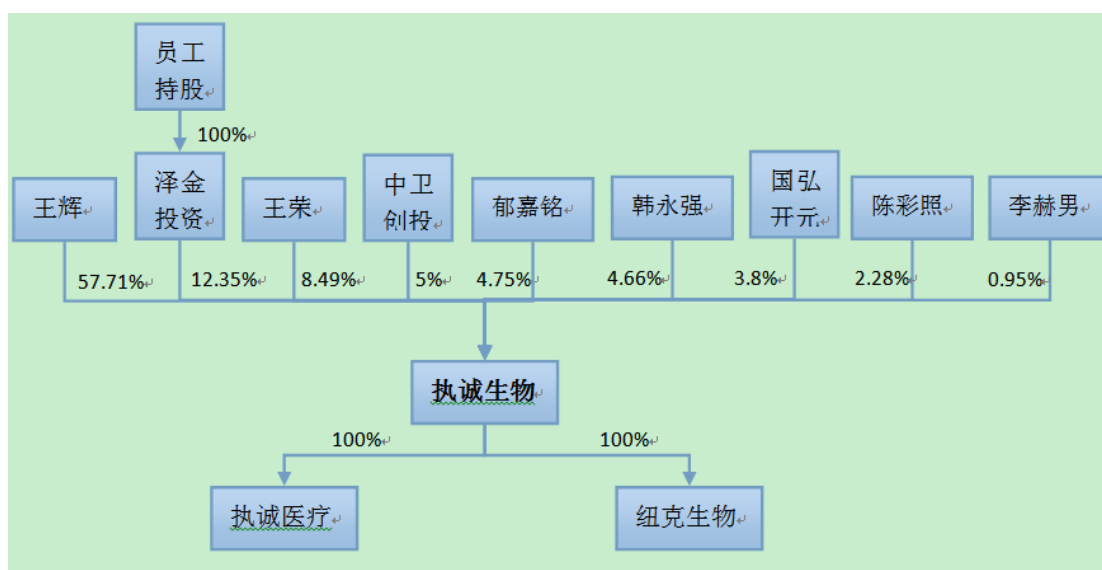 员工
持股
100%
王辉
泽金
投资
王荣
中卫
创投
郁嘉铭
韩永强
国弘
开元
陈彩照
李赫男
57.71%
12.35%
8.49%
5%
4.75%
4.66%
3.8%
2.28%
0.95%
执诚生物
100%
100%
执诚医疗
纽克生物